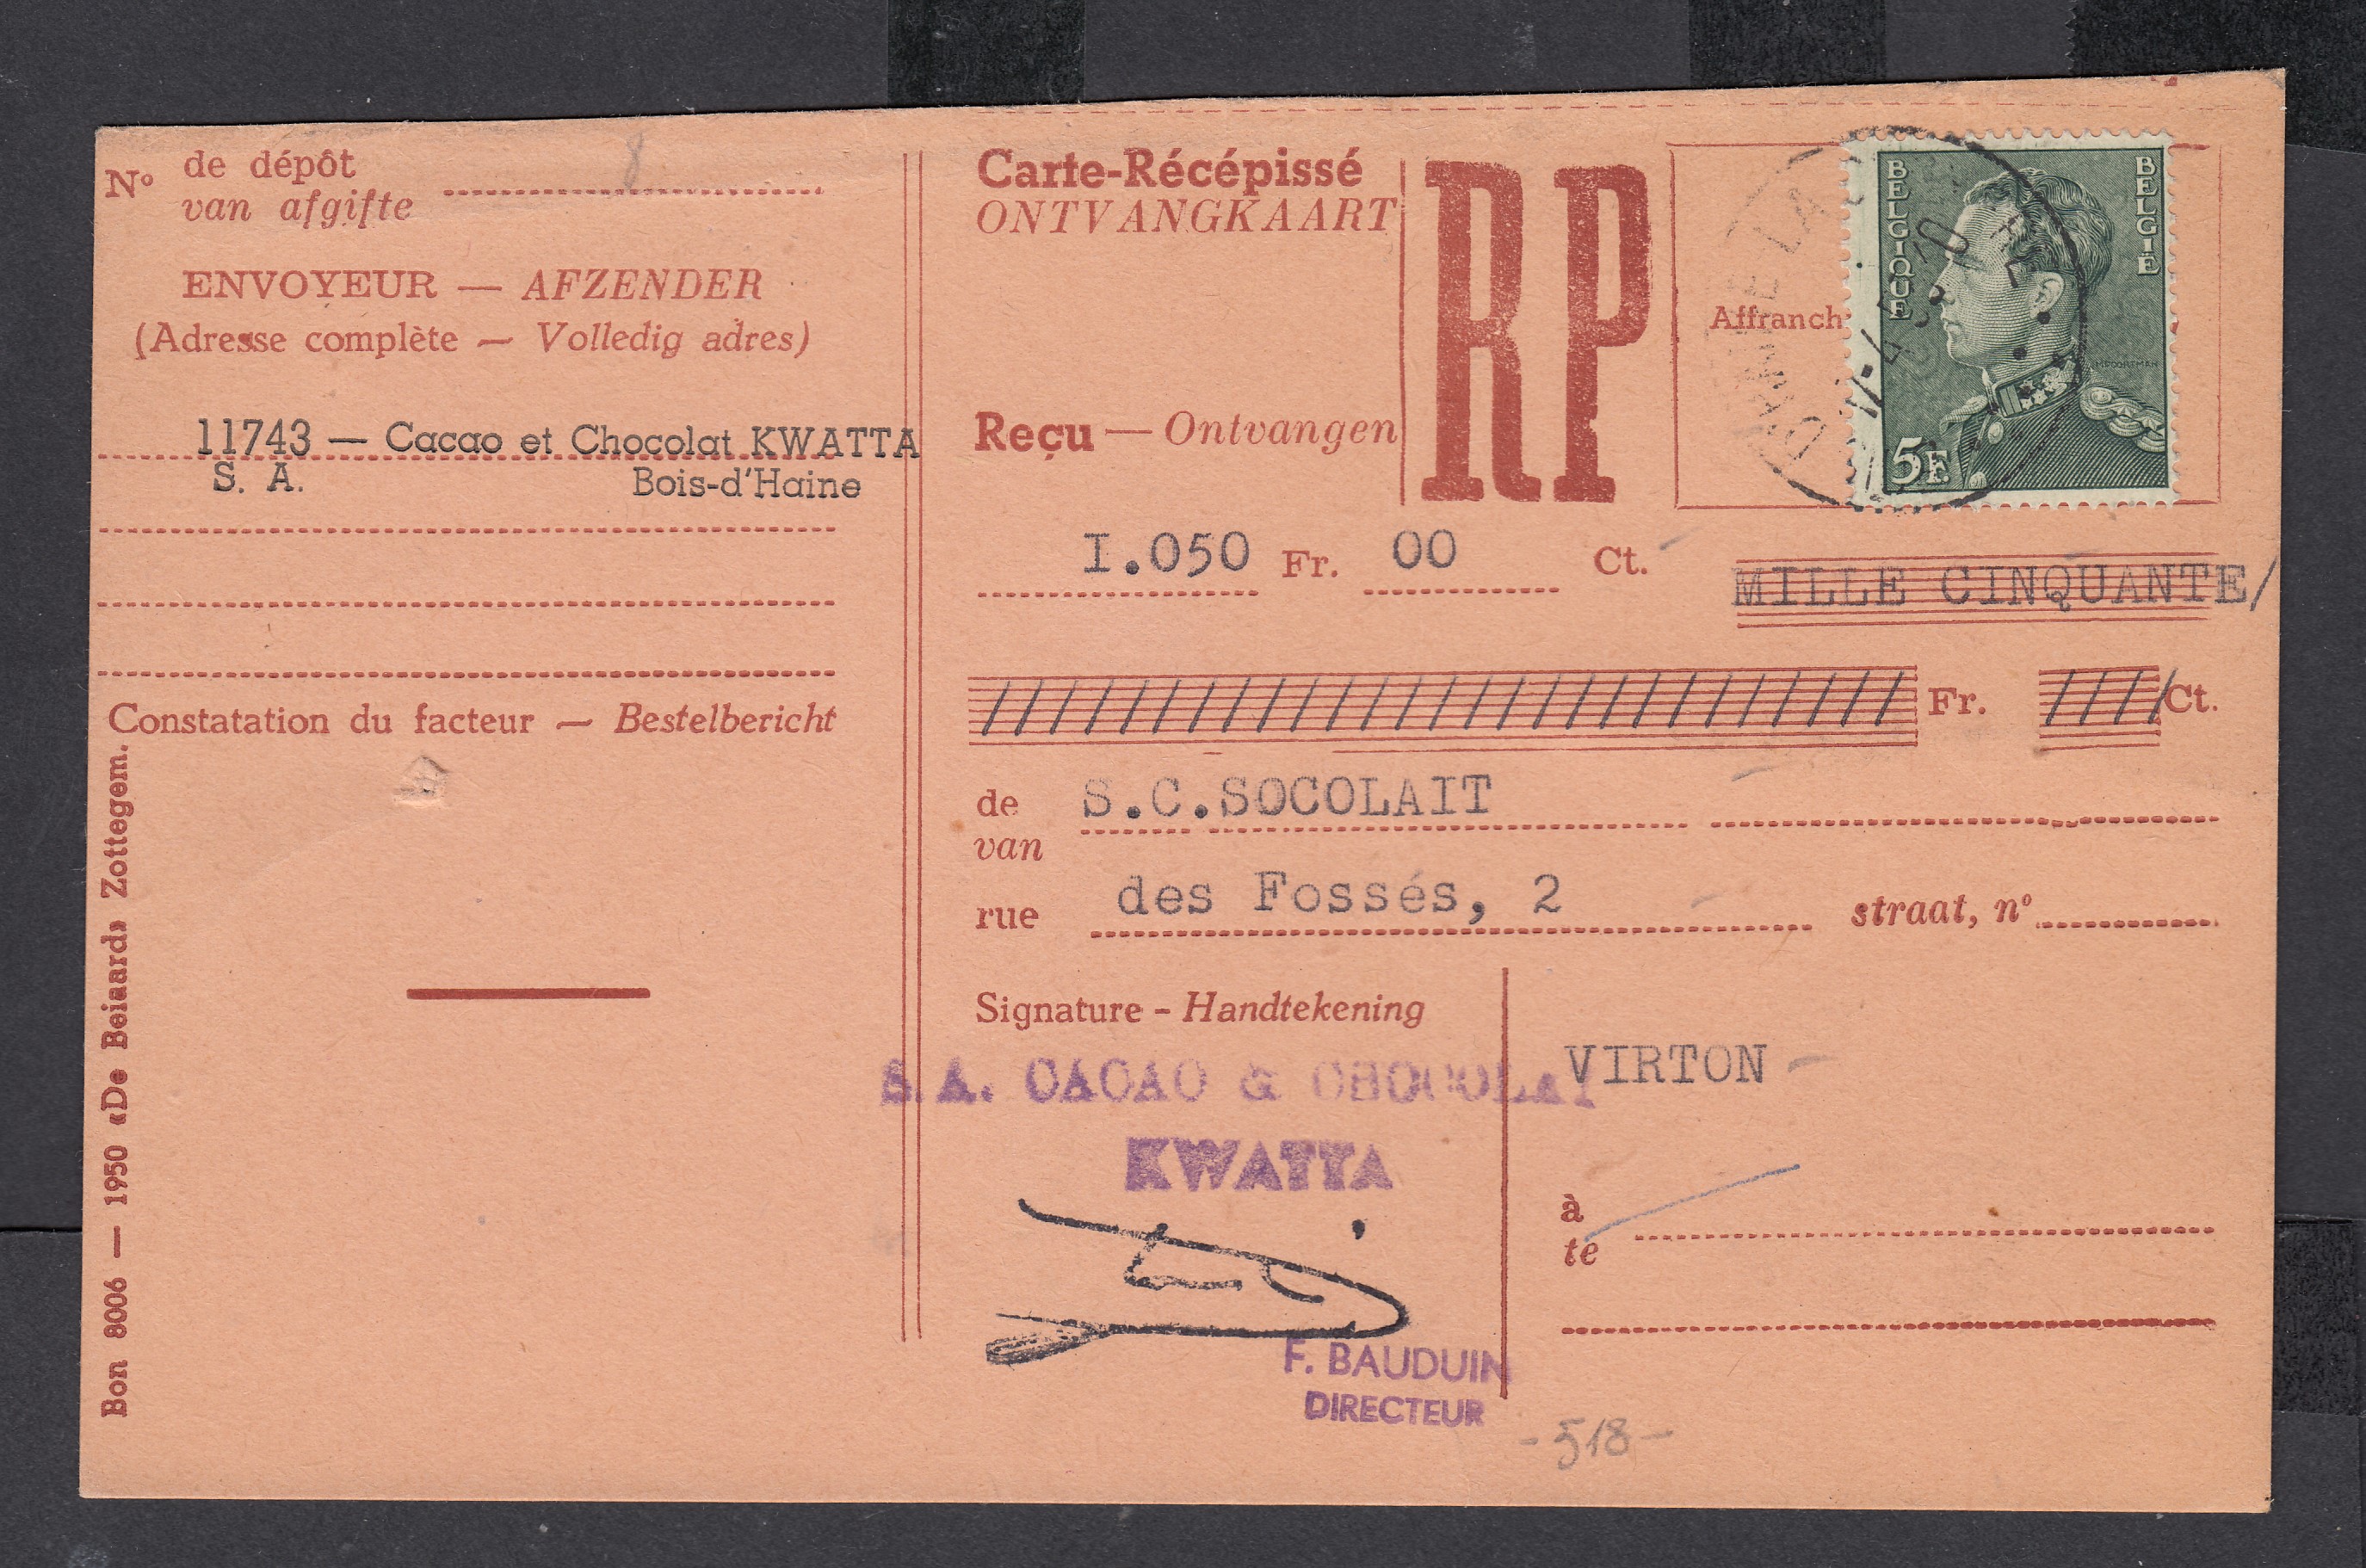 No de dépôt
van afgifte
ENVOYEUR — AFZENDER
(Adresse complète — Volledig adres)
11743 — Cacao et Chocolat KWATTA
S. A. Bois-d'Haine
Constatation du facteur — Bestelbericht
Bon 8006 — 1950 «De Beiaard» Zottegem.
Carte-Récépissé
ONTVANGKAART
RP
Affranch
BELGIQUE
BELGIË
5F.
Reçu — Ontvangen
I.050 Fr. 00 Ct.
MILLE CINQUANTE/
///////////////////////// Fr. ////Ct.
de S.C.SOCOLAIT
van
rue des Fossés, 2 straat, no
Signature - Handtekening
S.A. CACAO & CHOCOLAT
KWATTA
VIRTON
à
te
F. BAUDUIN
DIRECTEUR
- 518 -